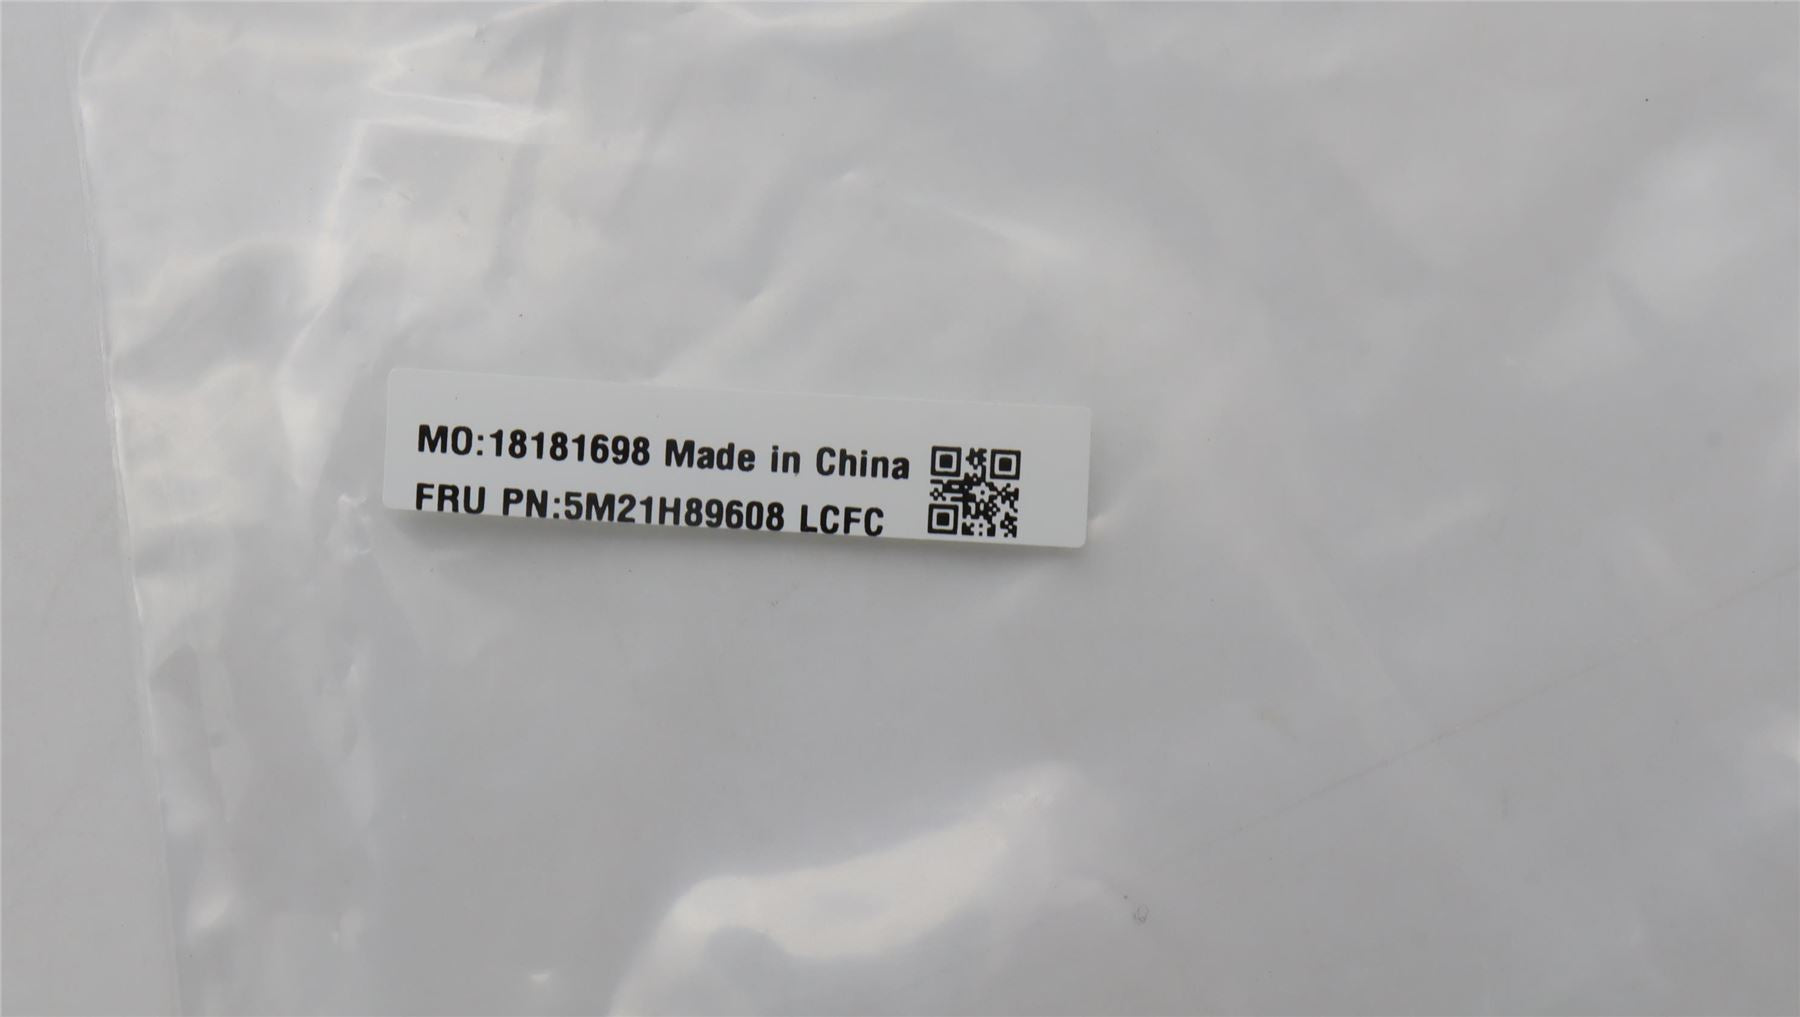 MO:18181698 Made in China
FRU PN:5M21H89608 LCFC